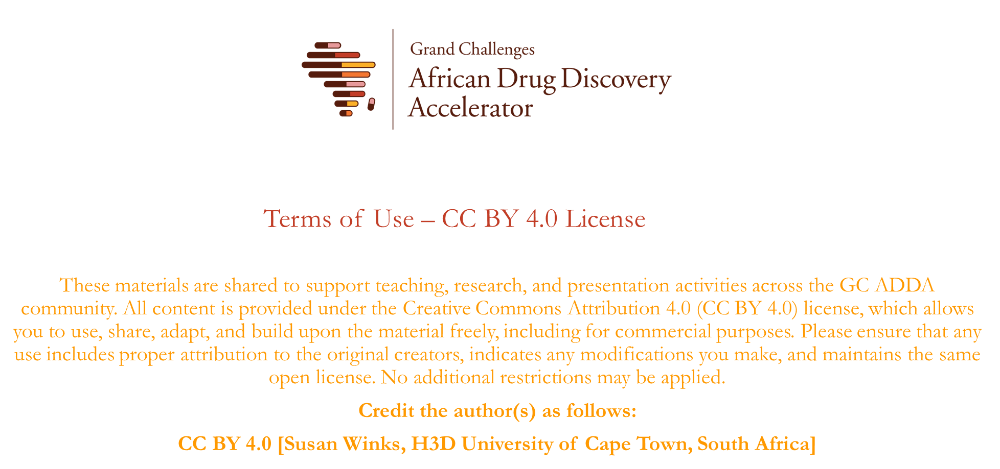 Grand Challenges
African Drug Discovery
Accelerator
Terms of Use – CC BY 4.0 License
These materials are shared to support teaching, research, and presentation activities across the GC ADDA
community. All content is provided under the Creative Commons Attribution 4.0 (CC BY 4.0) license, which allows
you to use, share, adapt, and build upon the material freely, including for commercial purposes. Please ensure that any
use includes proper attribution to the original creators, indicates any modifications you make, and maintains the same
open license. No additional restrictions may be applied.
Credit the author(s) as follows:
CC BY 4.0 [Susan Winks, H3D University of Cape Town, South Africa]